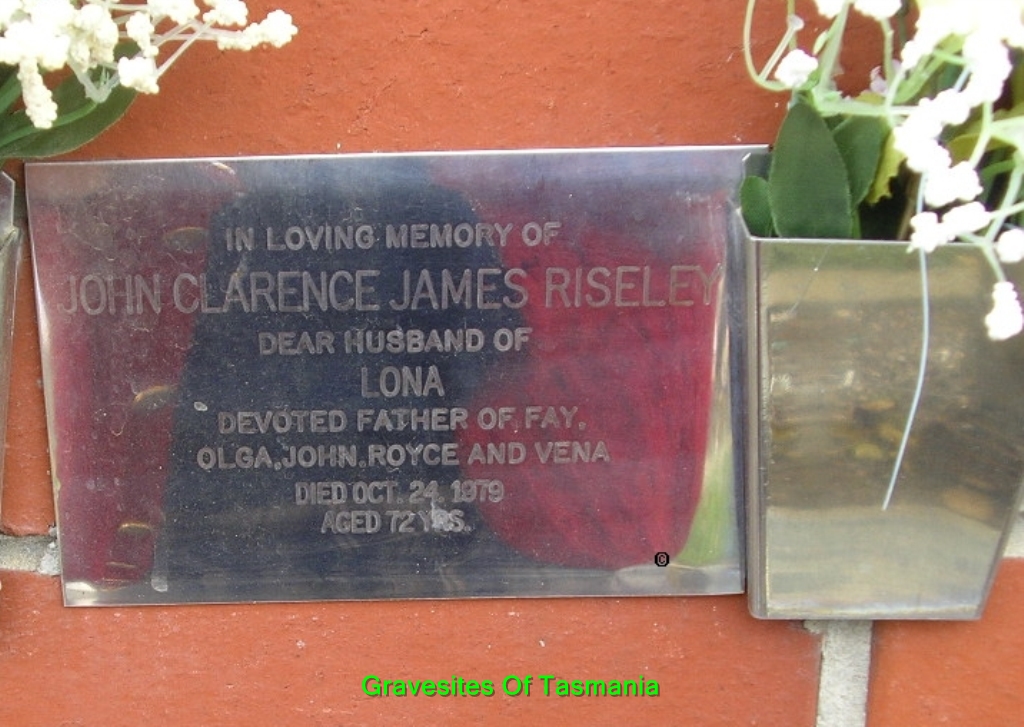 IN LOVING MEMORY OF
JOHN CLARENCE JAMES RISELEY
DEAR HUSBAND OF
LONA
DEVOTED FATHER OF FAY,
OLGA, JOHN, ROYCE AND VENA
DIED OCT. 24. 1979
AGED 72 YRS.
©
Gravesites Of Tasmania